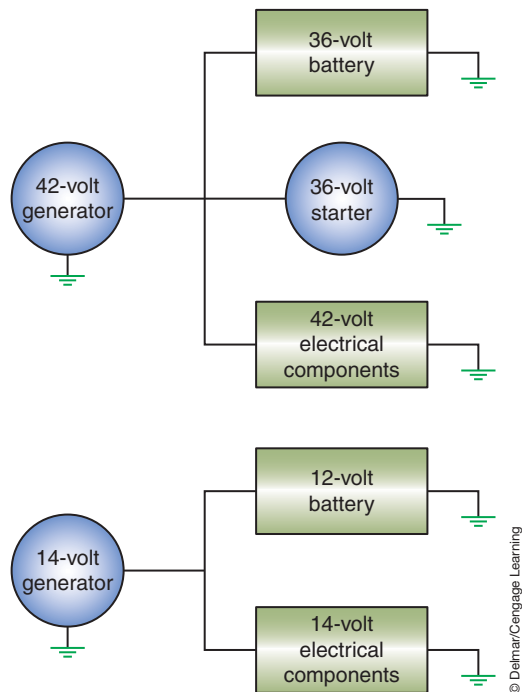 36-volt
battery
42-volt
generator
36-volt
starter
42-volt
electrical
components
12-volt
battery
14-volt
generator
14-volt
electrical
components
© Delmar/Cengage Learning